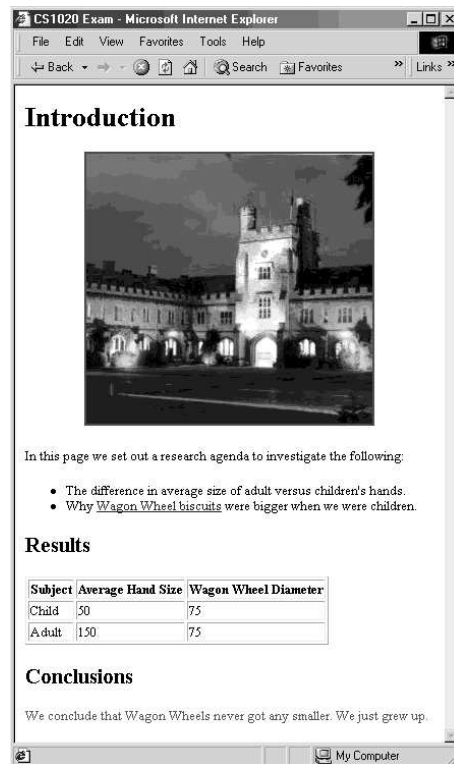 CS1020 Exam - Microsoft Internet Explorer
File Edit View Favorites Tools Help
Back Search Favorites » Links »
Introduction
In this page we set out a research agenda to investigate the following:
• The difference in average size of adult versus children's hands.
• Why Wagon Wheel biscuits were bigger when we were children.
Results
Subject Average Hand Size Wagon Wheel Diameter
Child 50 75
Adult 150 75
Conclusions
We conclude that Wagon Wheels never got any smaller. We just grew up.
My Computer